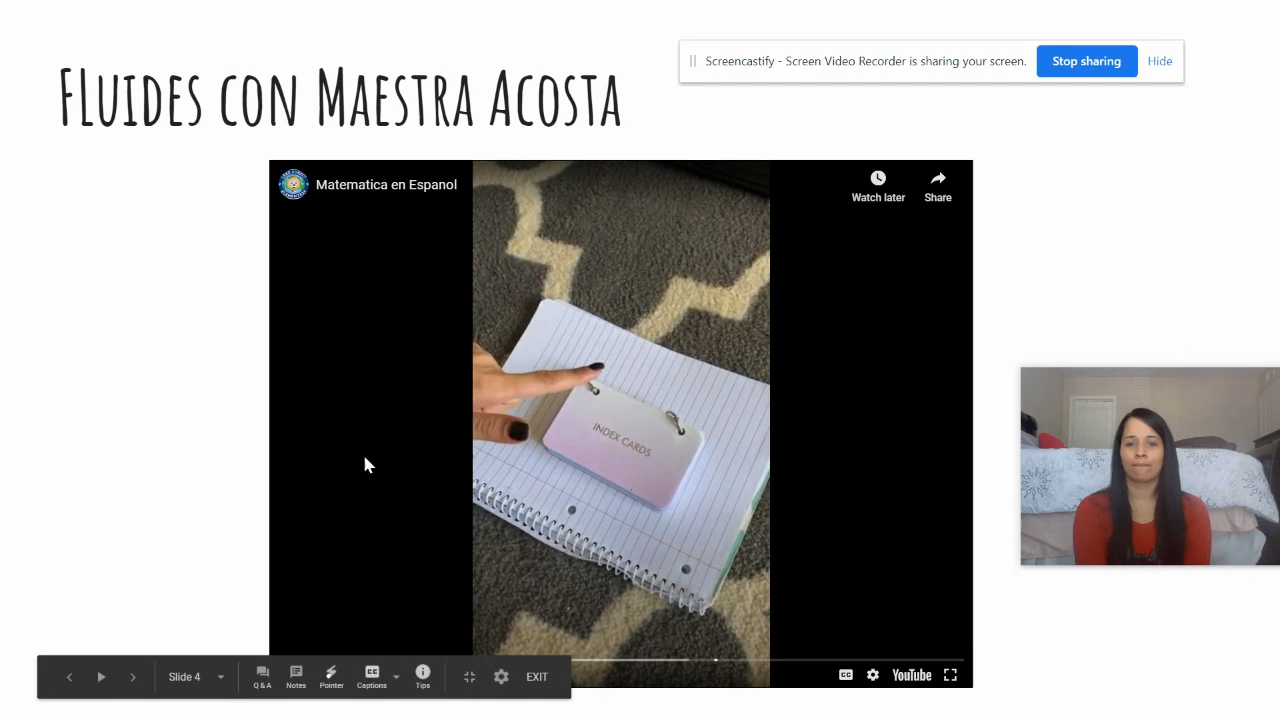 FLUIDES CON MAESTRA ACOSTA
Screencastify - Screen Video Recorder is sharing your screen.
Stop sharing
Hide
Matematica en Espanol
Watch later
Share
INDEX CARDS
Slide 4
Q & A
Notes
Pointer
Captions
Tips
EXIT
CC
YouTube